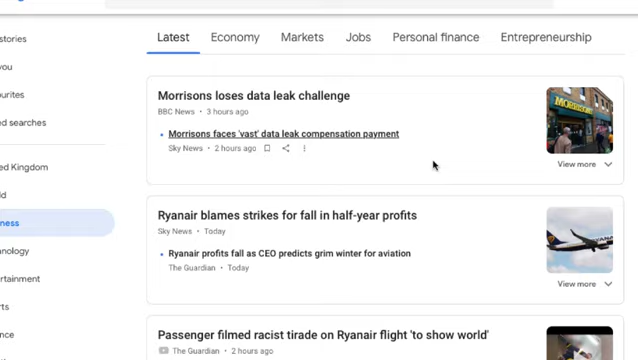 Latest Economy Markets Jobs Personal finance Entrepreneurship
stories
you
ourites
ed searches
ed Kingdom
ld
ness
nology
ertainment
rts
nce
Morrisons loses data leak challenge
BBC News • 3 hours ago
• Morrisons faces 'vast' data leak compensation payment
Sky News • 2 hours ago
View more
MORRISONS
Ryanair blames strikes for fall in half-year profits
Sky News • Today
• Ryanair profits fall as CEO predicts grim winter for aviation
The Guardian • Today
View more
Passenger filmed racist tirade on Ryanair flight 'to show world'
The Guardian • 2 hours ago